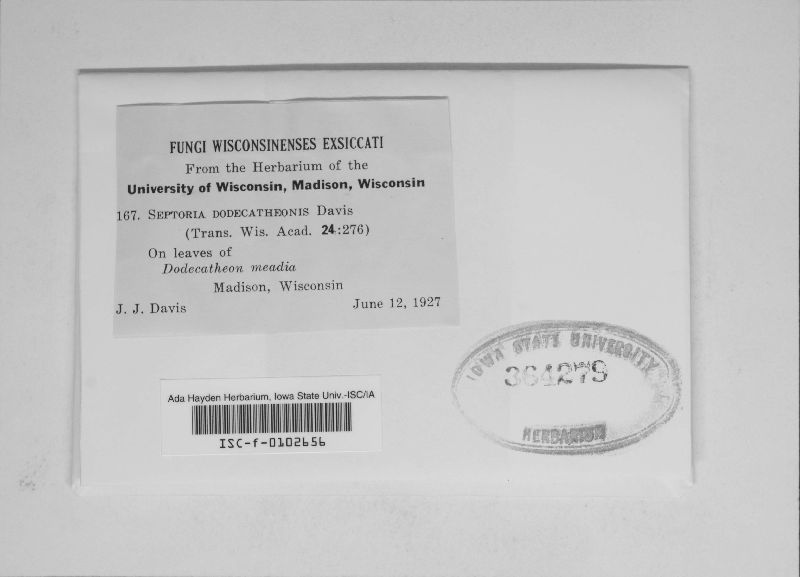 FUNGI WISCONSINENSES EXSICCATI
From the Herbarium of the
University of Wisconsin, Madison, Wisconsin
167. SEPTORIA DODECATHEONIS Davis
(Trans. Wis. Acad. 24:276)
On leaves of
Dodecatheon meadia
Madison, Wisconsin
J. J. Davis June 12, 1927
IOWA STATE UNIVERSITY
364279
HERBARIUM
Ada Hayden Herbarium, Iowa State Univ.-ISC/IA
ISC-f-0102656